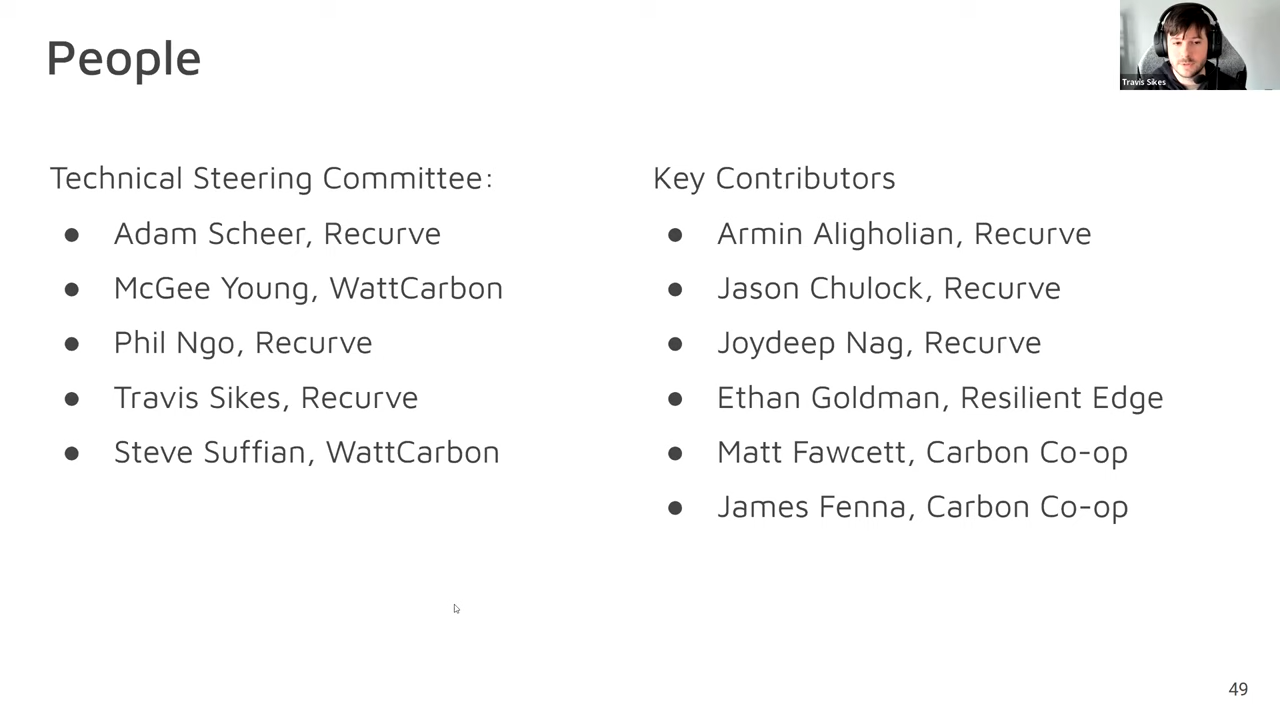 People
Travis Sikes
Technical Steering Committee:
● Adam Scheer, Recurve
● McGee Young, WattCarbon
● Phil Ngo, Recurve
● Travis Sikes, Recurve
● Steve Suffian, WattCarbon
Key Contributors
● Armin Aligholian, Recurve
● Jason Chulock, Recurve
● Joydeep Nag, Recurve
● Ethan Goldman, Resilient Edge
● Matt Fawcett, Carbon Co-op
● James Fenna, Carbon Co-op
49